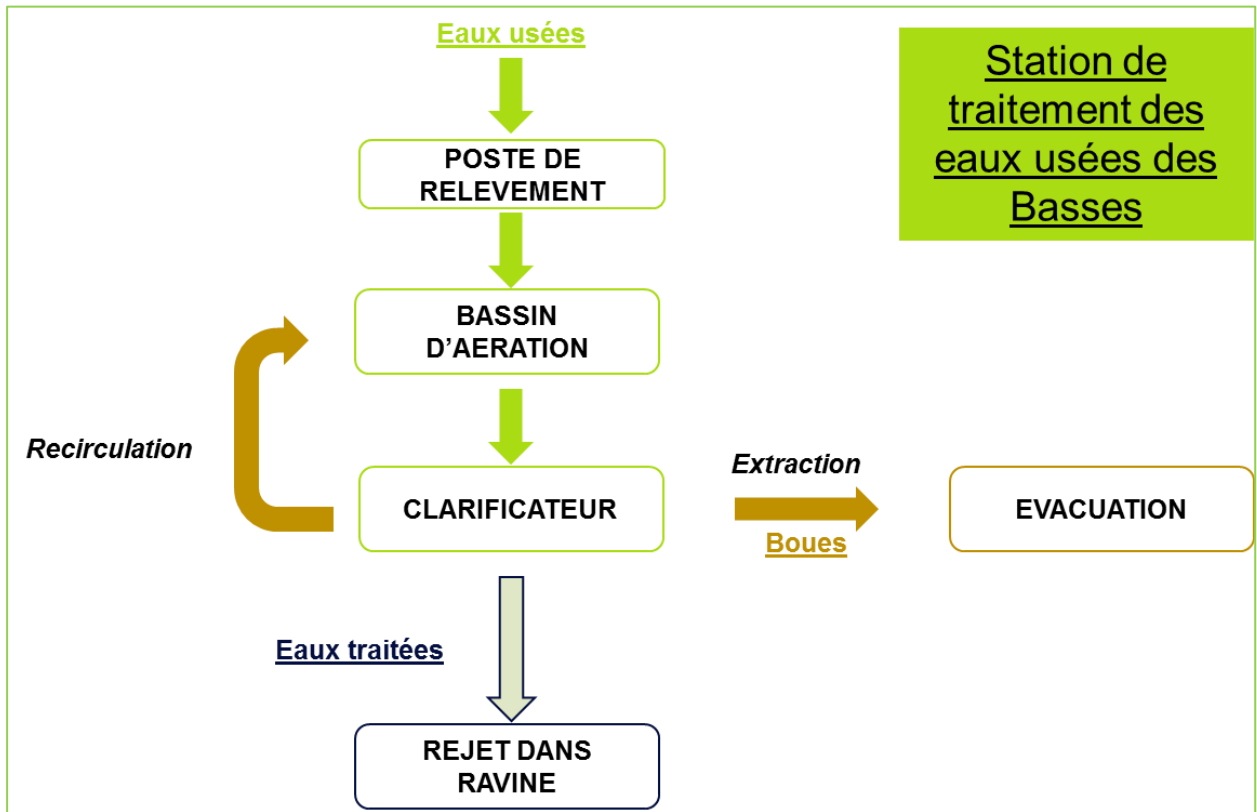 Eaux usées
Station de
traitement des
eaux usées des
Basses
POSTE DE
RELEVEMENT
BASSIN
D’AERATION
Recirculation
CLARIFICATEUR
Extraction
Boues
EVACUATION
Eaux traitées
REJET DANS
RAVINE